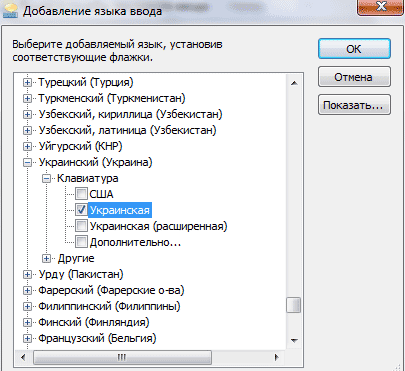 Добавление языка ввода
Выберите добавляемый язык, установив
соответствующие флажки.
OK
Отмена
Показать...
Турецкий (Турция)
Туркменский (Туркменистан)
Узбекский, кириллица (Узбекистан)
Узбекский, латиница (Узбекистан)
Уйгурский (КНР)
Украинский (Украина)
Клавиатура
США
Украинская
Украинская (расширенная)
Дополнительно...
Другие
Урду (Пакистан)
Фарерский (Фарерские о-ва)
Филиппинский (Филиппины)
Финский (Финляндия)
Французский (Бельгия)